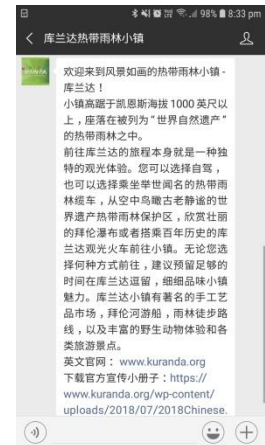 98% 8:33 pm
库兰达热带雨林小镇
欢迎来到风景如画的热带雨林小镇-
库兰达！
小镇高踞于凯恩斯海拔1000英尺以
上，座落在被列为“世界自然遗产”
的热带雨林之中。
前往库兰达的旅程本身就是一种独
特的观光体验。您可以选择自驾，
也可以选择乘坐举世闻名的热带雨
林缆车，从空中鸟瞰古老静谧的世
界遗产热带雨林保护区，欣赏壮丽
的拜伦瀑布或者搭乘百年历史的库
兰达观光火车前往小镇。无论您选
择何种方式前往，建议预留足够的
时间在库兰达逗留，细细品味小镇
魅力。库兰达小镇有著名的手工艺
品市场，拜伦河游船，雨林徒步路
线，以及丰富的野生动物体验和各
类旅游景点。
英文官网：www.kuranda.org
下载官方宣传小册子：https://
www.kuranda.org/wp-content/
uploads/2018/07/2018Chinese.